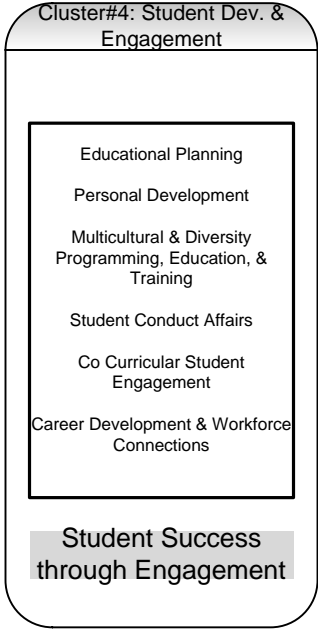 Cluster#4: Student Dev. &
Engagement
Educational Planning
Personal Development
Multicultural & Diversity
Programming, Education, &
Training
Student Conduct Affairs
Co Curricular Student
Engagement
Career Development & Workforce
Connections
Student Success
through Engagement